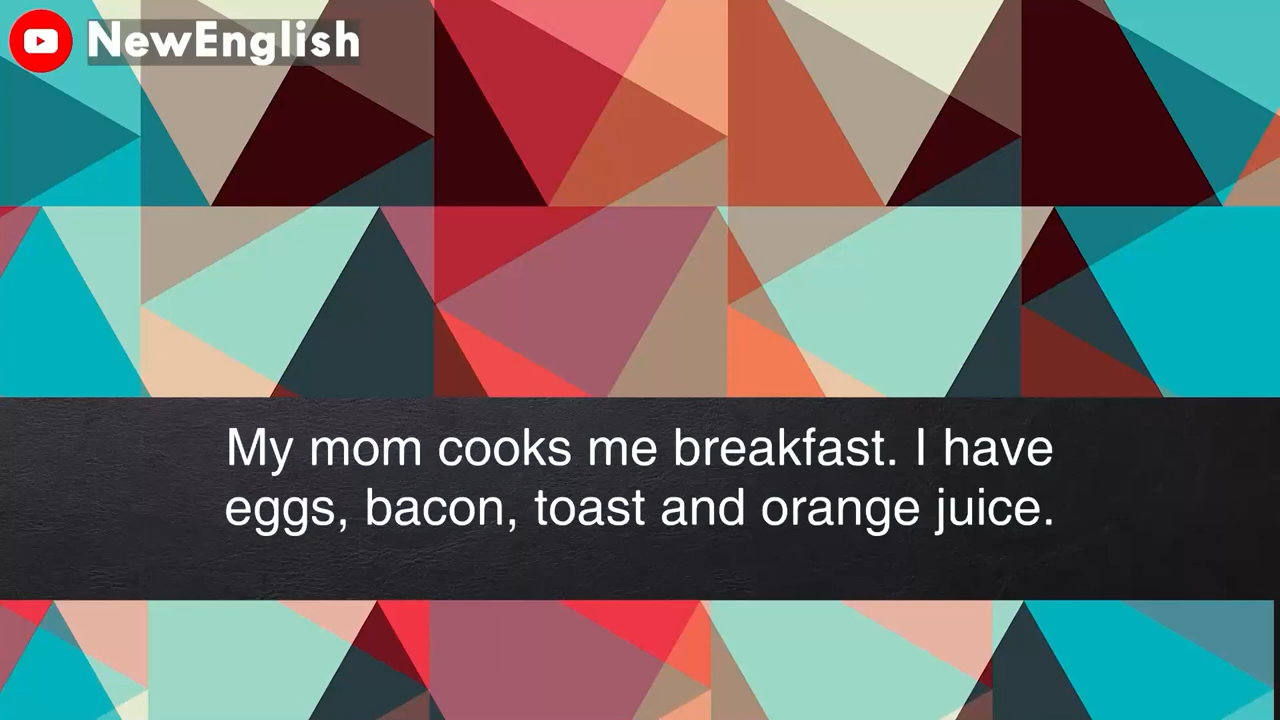 NewEnglish
My mom cooks me breakfast. I have
eggs, bacon, toast and orange juice.